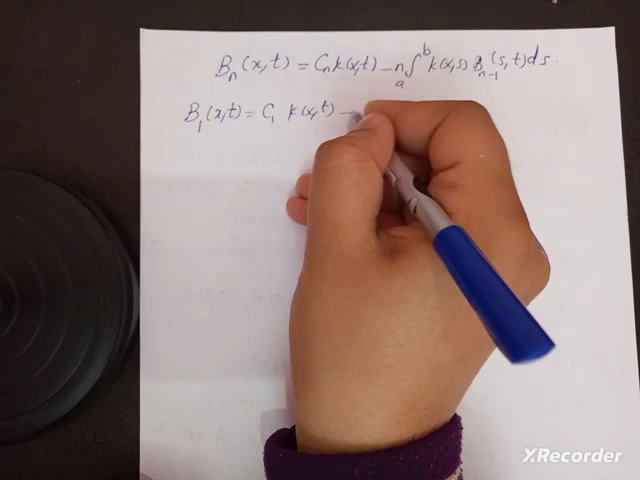 Bₙ(x,t) = Cₙ k(x,t) – n ∫ₐᵇ k(x,s) Bₙ₋₁(s,t) ds.
B₁(x,t) = C₁ k(x,t) –
XRecorder